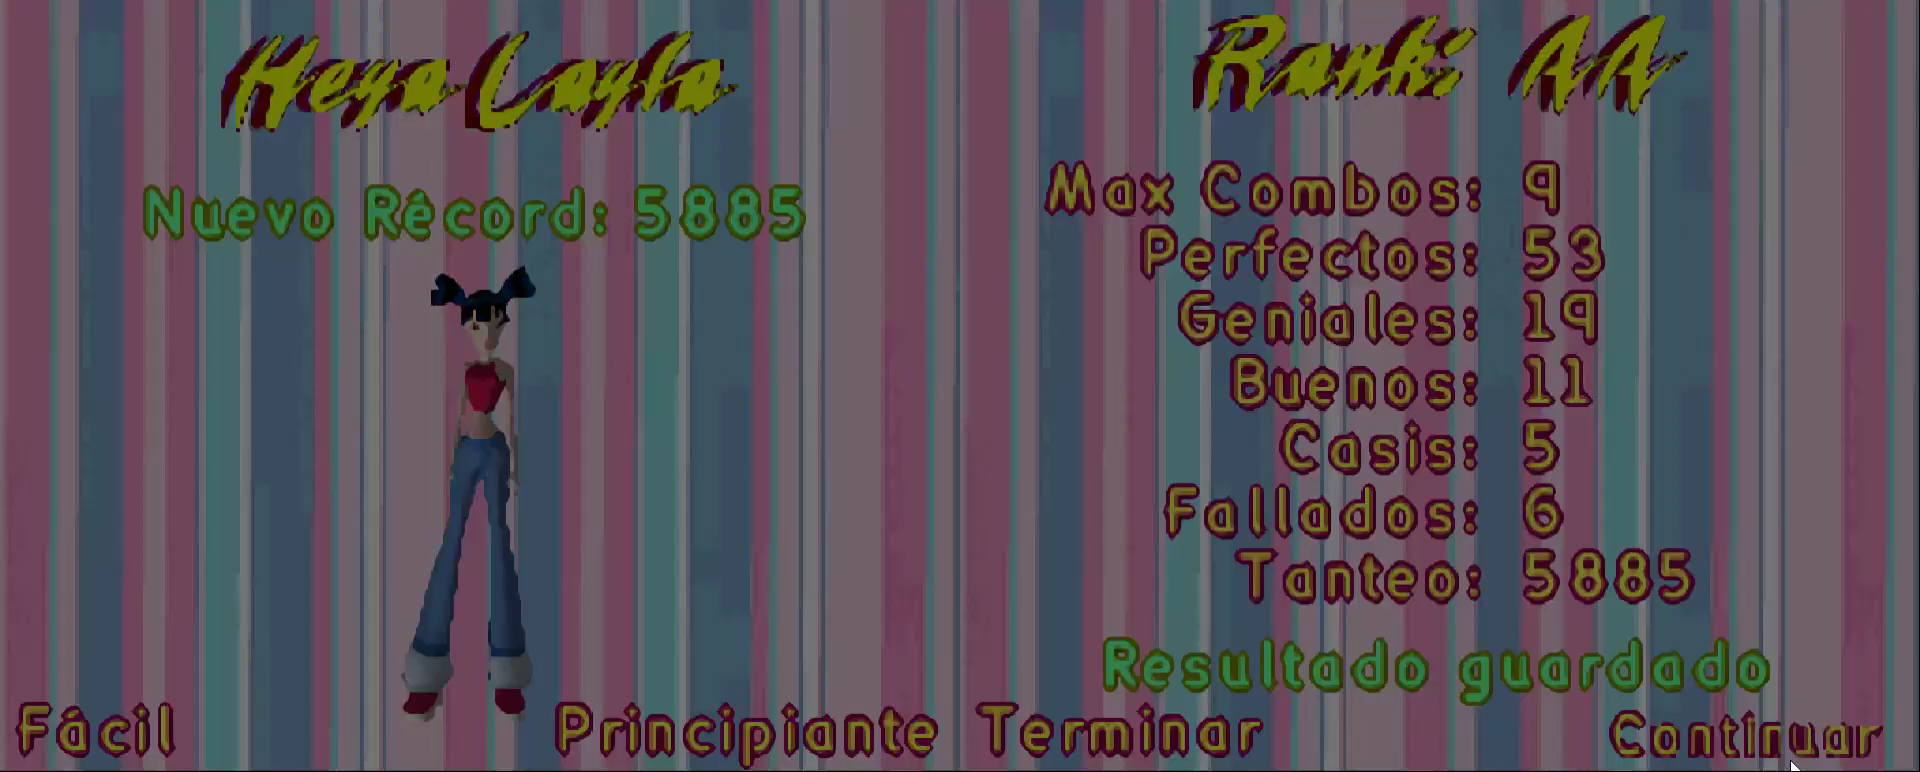 Heya Layla
Nuevo Récord: 5885
Fácil
Principiante
Rank: AA
Max Combos: 9
Perfectos: 53
Geniales: 19
Buenos: 11
Casis: 5
Fallados: 6
Tanteo: 5885
Resultado guardado
Terminar
Continuar